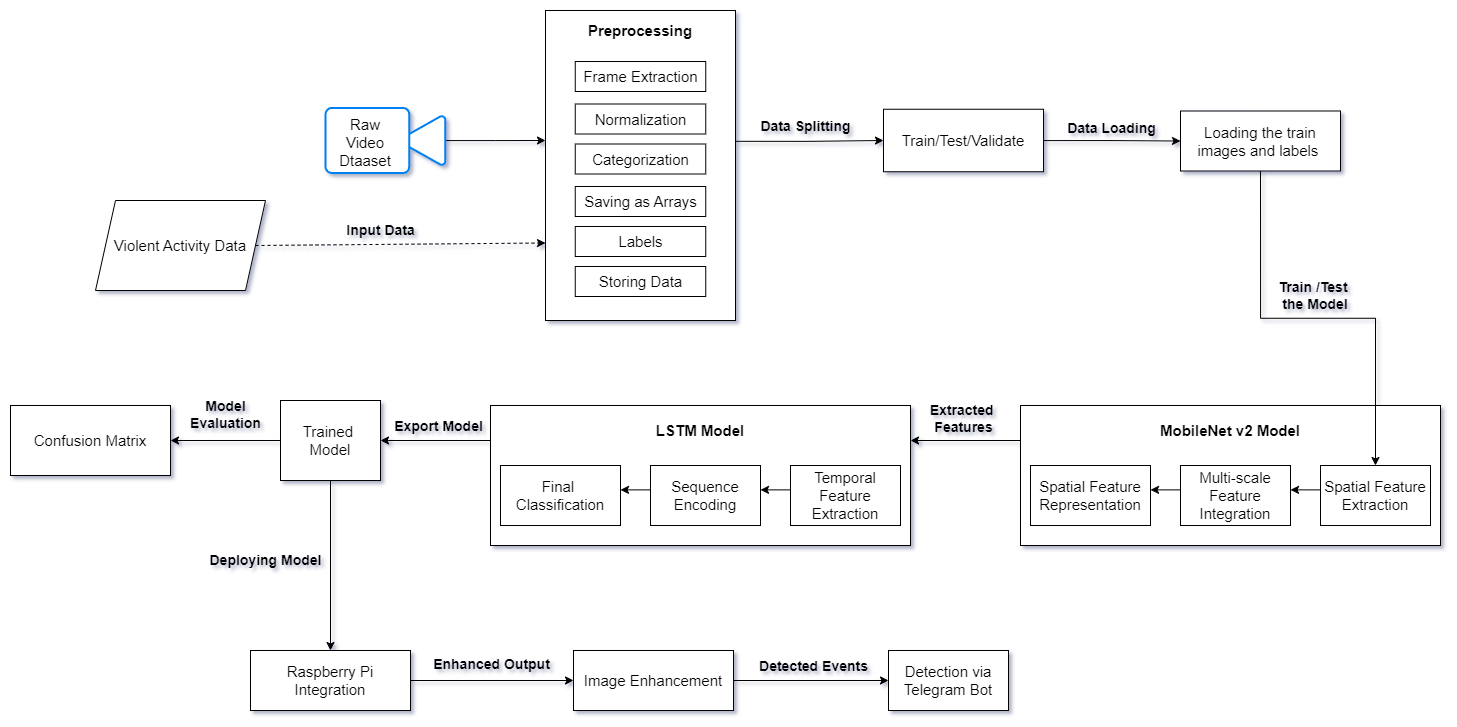 Preprocessing
Frame Extraction
Normalization
Categorization
Saving as Arrays
Labels
Storing Data
Raw
Video
Dtaaset
Violent Activity Data
Input Data
Data Splitting
Train/Test/Validate
Data Loading
Loading the train
images and labels
Train /Test
the Model
MobileNet v2 Model
Spatial Feature
Extraction
Multi-scale
Feature
Integration
Spatial Feature
Representation
Extracted
Features
LSTM Model
Temporal
Feature
Extraction
Sequence
Encoding
Final
Classification
Export Model
Trained
Model
Model
Evaluation
Confusion Matrix
Deploying Model
Raspberry Pi
Integration
Enhanced Output
Image Enhancement
Detected Events
Detection via
Telegram Bot